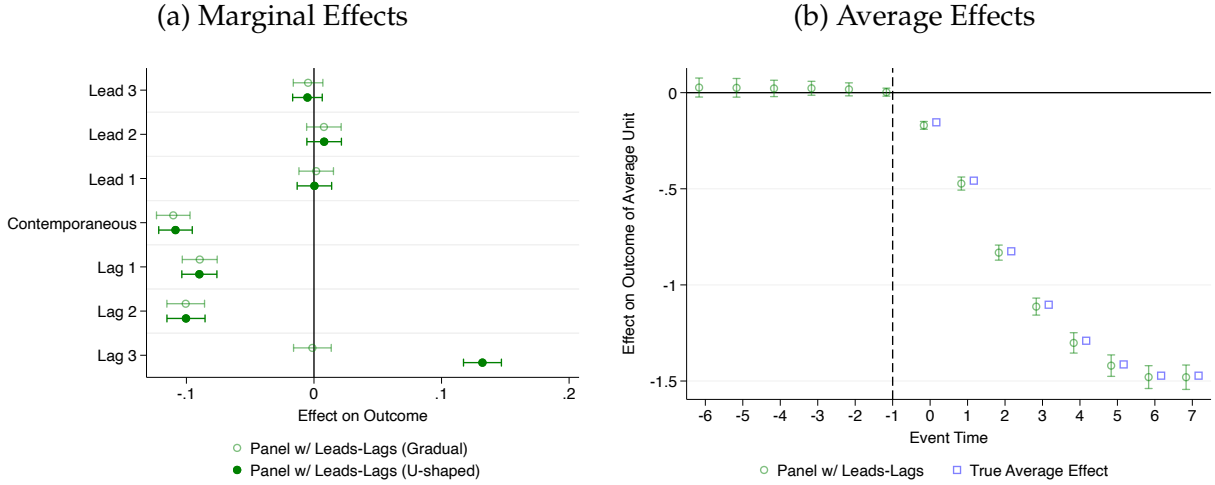 (a) Marginal Effects
Lead 3
Lead 2
Lead 1
Contemporaneous
Lag 1
Lag 2
Lag 3
-.1 0 .1 .2
Effect on Outcome
Panel w/ Leads-Lags (Gradual)
Panel w/ Leads-Lags (U-shaped)
(b) Average Effects
Effect on Outcome of Average Unit
0
-.5
-1
-1.5
-6 -5 -4 -3 -2 -1 0 1 2 3 4 5 6 7
Event Time
Panel w/ Leads-Lags True Average Effect